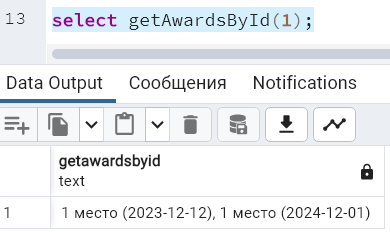 13 select getAwardsById(1);
Data Output Сообщения Notifications
getawardsbyid
text
1 1 место (2023-12-12), 1 место (2024-12-01)